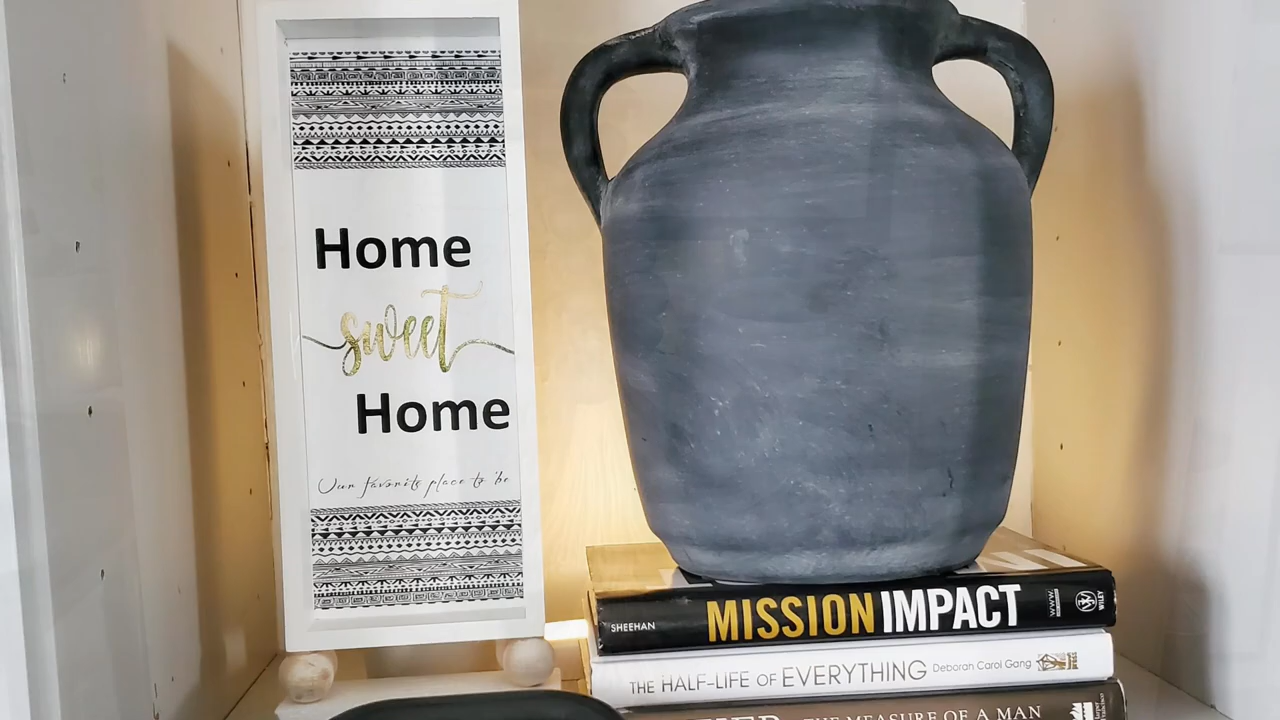 Home
sweet
Home
Our favorite place to be
SHEEHAN MISSION IMPACT WILEY
THE HALF-LIFE OF EVERYTHING Deborah Carol Gang
THE MEASURE OF A MAN